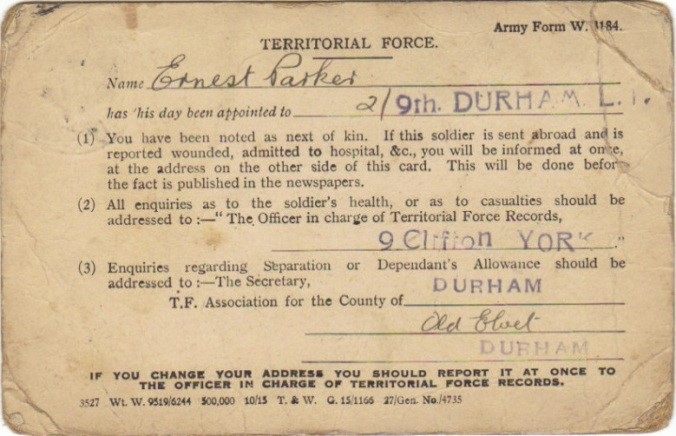 Army Form W. 3184.
TERRITORIAL FORCE.
Name Ernest Parker
has this day been appointed to 2/9th. DURHAM L.I.
(1) You have been noted as next of kin. If this soldier is sent abroad and is
reported wounded, admitted to hospital, &c., you will be informed at once,
at the address on the other side of this card. This will be done before
the fact is published in the newspapers.
(2) All enquiries as to the soldier's health, or as to casualties should be
addressed to :—“ The Officer in charge of Territorial Force Records,
9 Clifton YORK ."
(3) Enquiries regarding Separation or Dependant's Allowance should be
addressed to :—The Secretary,
T.F. Association for the County of DURHAM
Old Elvet
DURHAM.
IF YOU CHANGE YOUR ADDRESS YOU SHOULD REPORT IT AT ONCE TO
THE OFFICER IN CHARGE OF TERRITORIAL FORCE RECORDS.
3527 Wt. W. 9519/6244 500,000 10/15 T. & W. G. 15/1166 27/Gen. No./4735